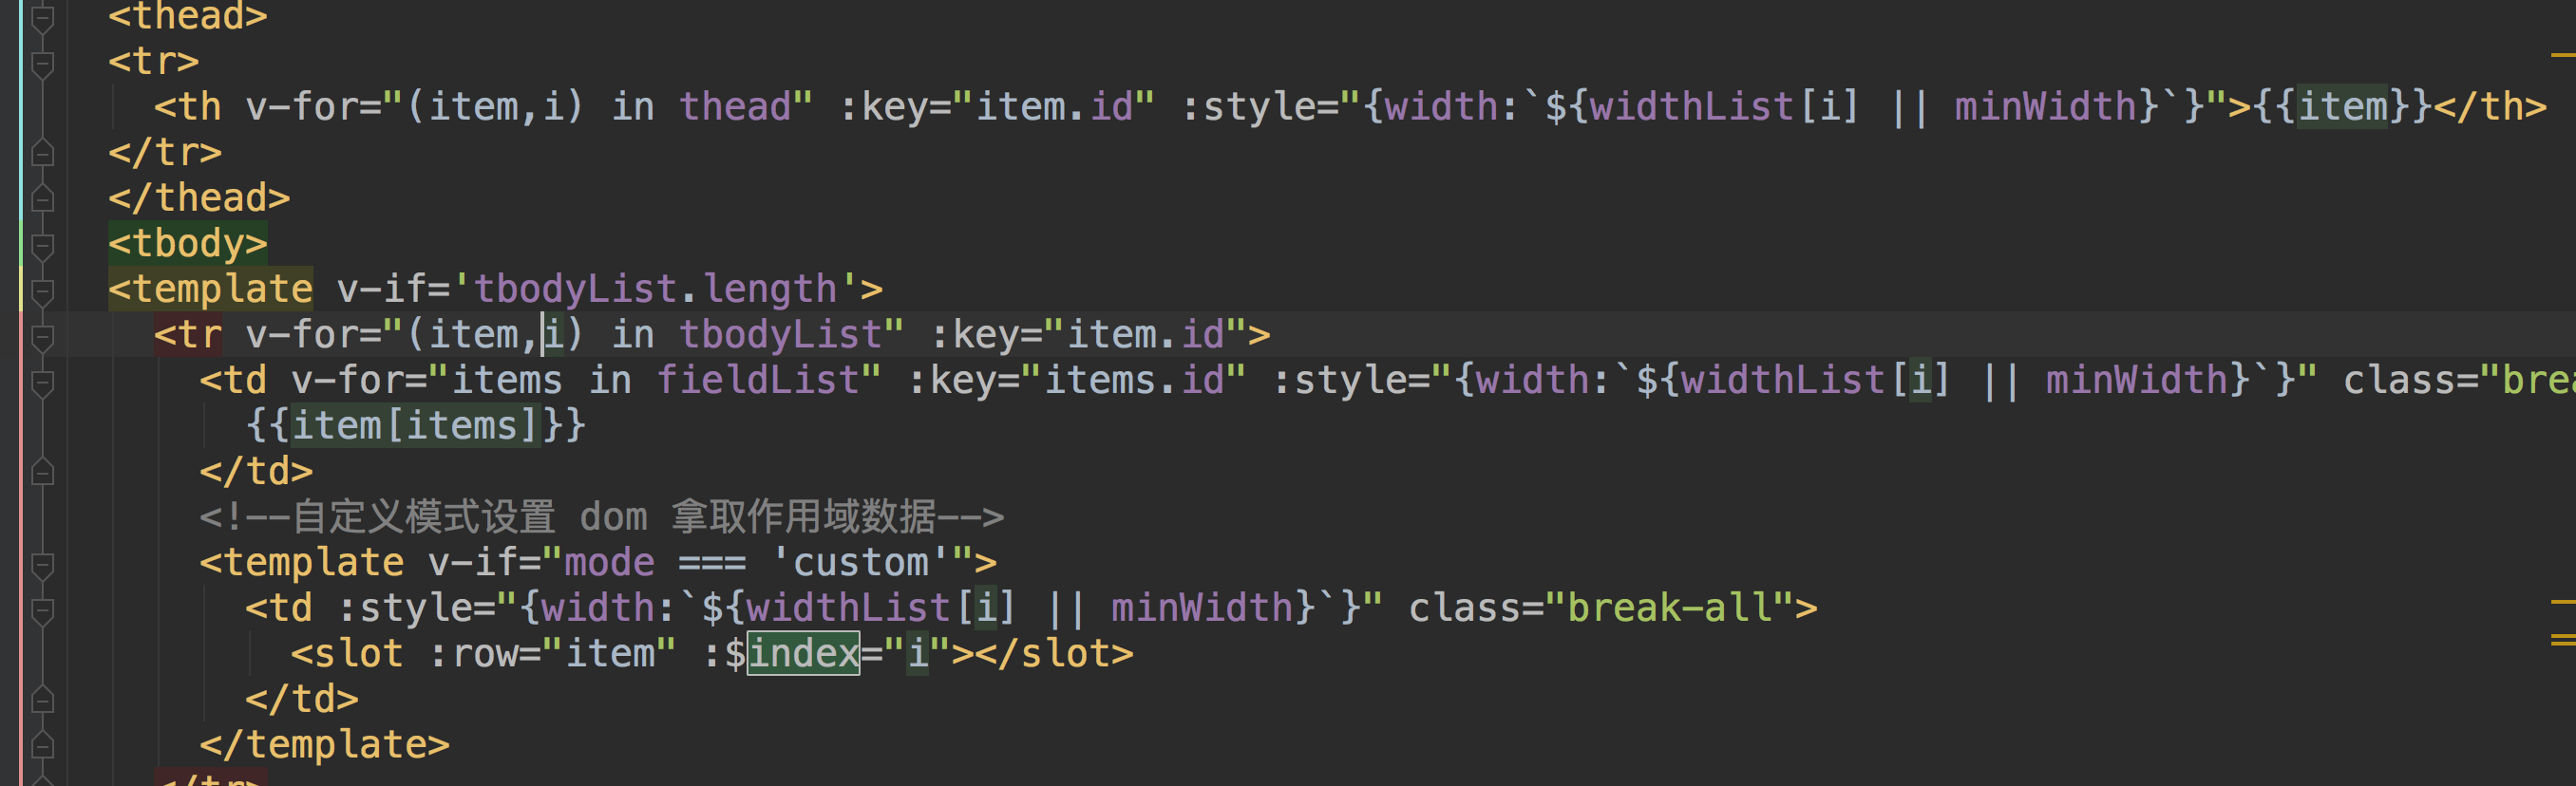 <thead>
<tr>
<th v-for="(item,i) in thead" :key="item.id" :style="{width:`${widthList[i] || minWidth}`}">{{item}}</th>
</tr>
</thead>
<tbody>
<template v-if='tbodyList.length'>
<tr v-for="(item,i) in tbodyList" :key="item.id">
<td v-for="items in fieldList" :key="items.id" :style="{width:`${widthList[i] || minWidth}`}" class="brea
{{item[items]}}
</td>
<!--自定义模式设置 dom 拿取作用域数据-->
<template v-if="mode === 'custom'">
<td :style="{width:`${widthList[i] || minWidth}`}" class="break-all">
<slot :row="item" :$index="i"></slot>
</td>
</template>
</tr>